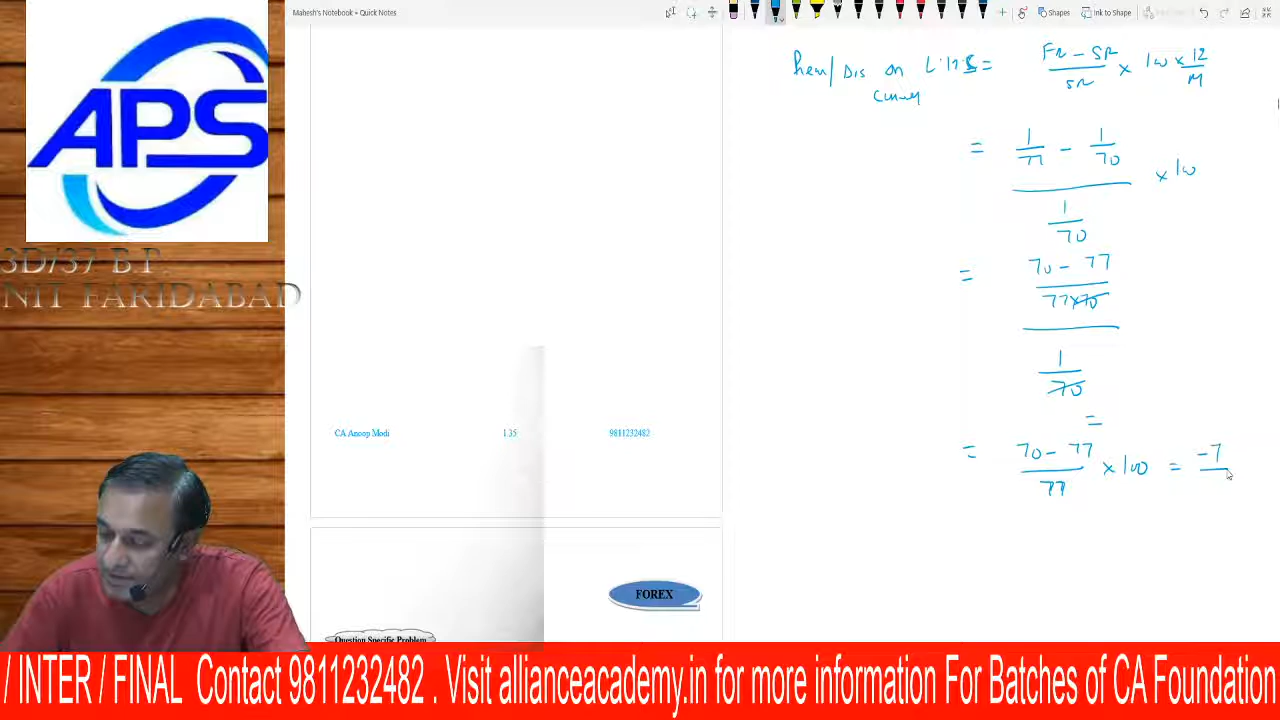 Mahesh's Notebook » Quick Notes
Shapes
Ink to Shape
APS
3D/37 B.P.
NIT FARIDABAD
CA Anoop Modi 1.35 9811232482
FOREX
Question Specific Problem
Prem/Dis on = FR - SR / SR × 100 × 12 / M
= 1/77 - 1/70 / 1/70 × 100
= 70 - 77 / 77×70 / 1/70
=
= 70 - 77 / 77 × 100 = -7
/ INTER / FINAL Contact 9811232482 . Visit allianceacademy.in for more information For Batches of CA Foundation